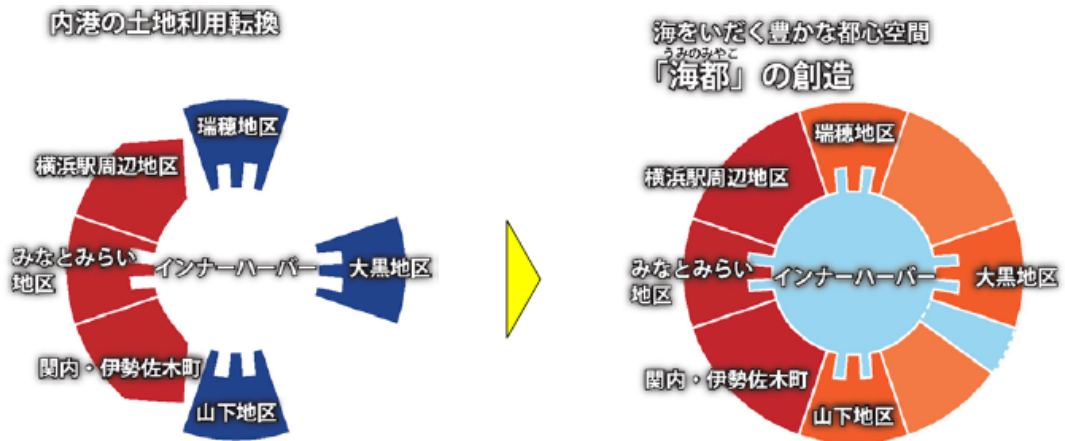 内港の土地利用転換
瑞穂地区
横浜駅周辺地区
みなとみらい
地区
インナーハーバー
大黒地区
関内・伊勢佐木町
山下地区
海をいだく豊かな都心空間
うみのみやこ
「海都」の創造
瑞穂地区
横浜駅周辺地区
みなとみらい
地区
インナーハーバー
大黒地区
関内・伊勢佐木町
山下地区